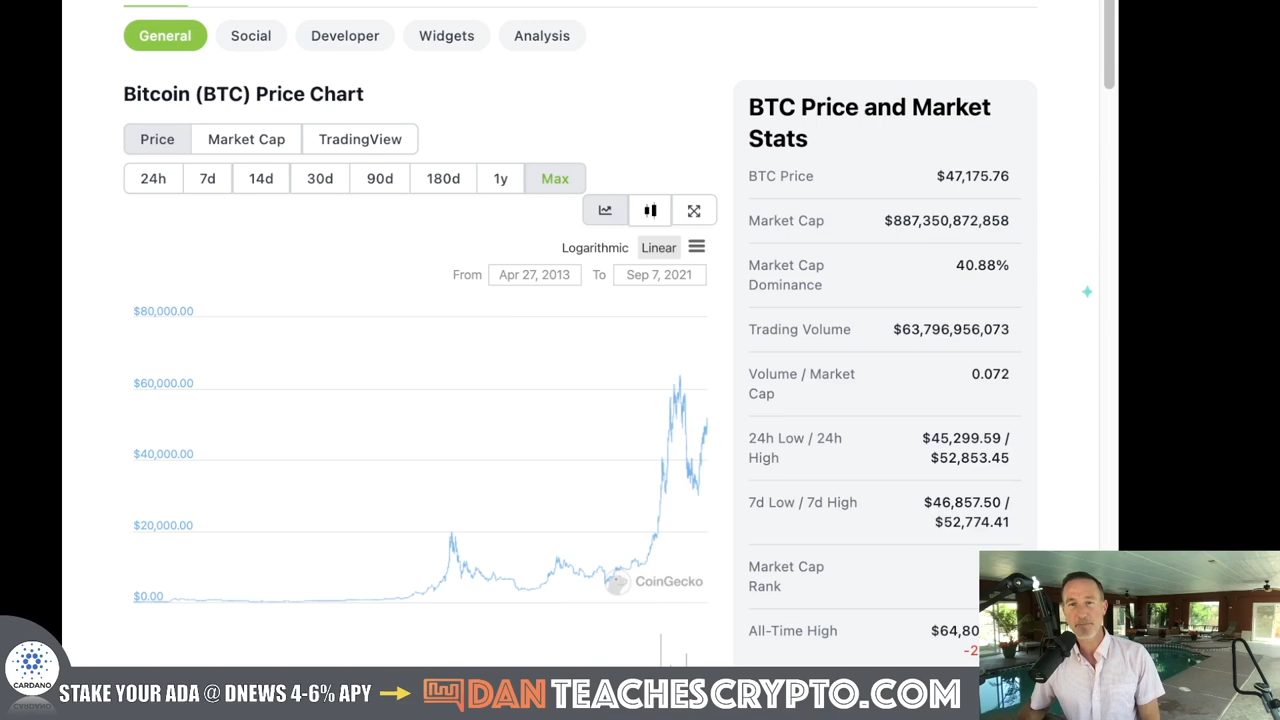 General
Social
Developer
Widgets
Analysis
Bitcoin (BTC) Price Chart
Price
Market Cap
TradingView
24h
7d
14d
30d
90d
180d
1y
Max
Logarithmic
Linear
From
Apr 27, 2013
To
Sep 7, 2021
$80,000.00
$60,000.00
$40,000.00
$20,000.00
$0.00
CoinGecko
BTC Price and Market
Stats
BTC Price
$47,175.76
Market Cap
$887,350,872,858
Market Cap
Dominance
40.88%
Trading Volume
$63,796,956,073
Volume / Market
Cap
0.072
24h Low / 24h
High
$45,299.59 /
$52,853.45
7d Low / 7d High
$46,857.50 /
$52,774.41
Market Cap
Rank
All-Time High
$64,80
-2
CARDANO
STAKE YOUR ADA @ DNEWS 4-6% APY
DANTEACHESCRYPTO.COM